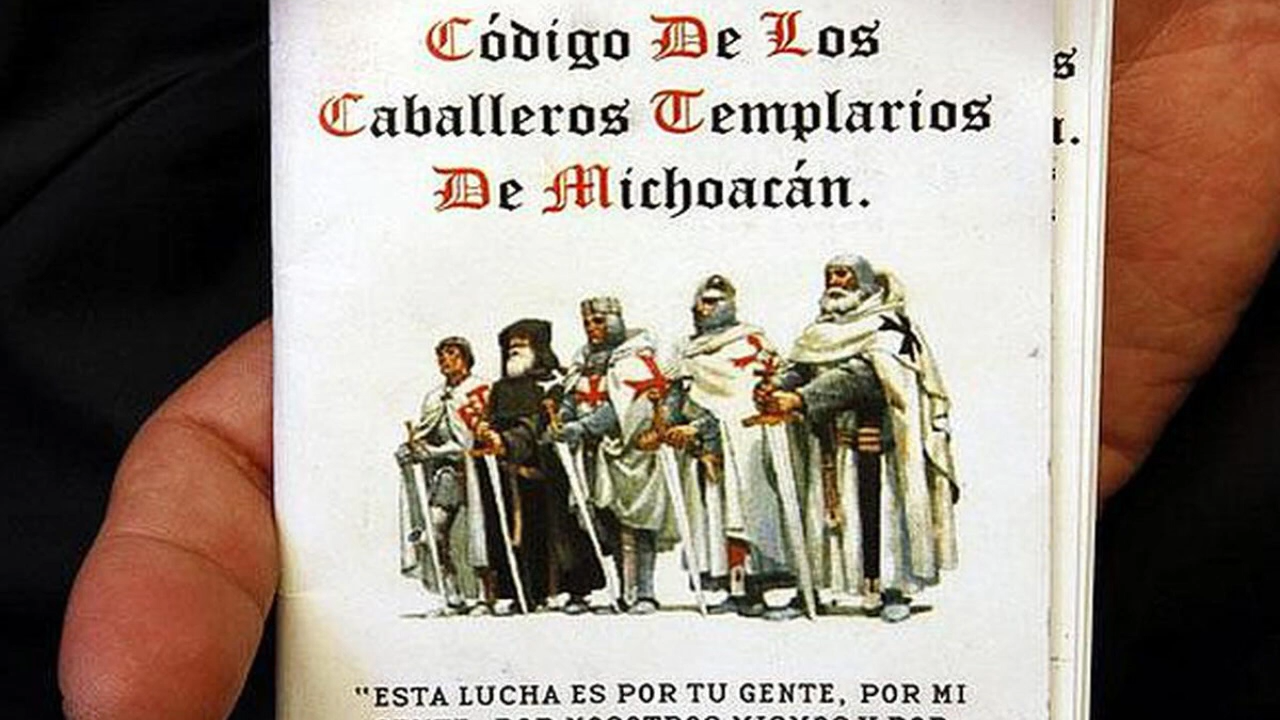 Código De Los
Caballeros Templarios
De Michoacán.
s
a.
"ESTA LUCHA ES POR TU GENTE, POR MI